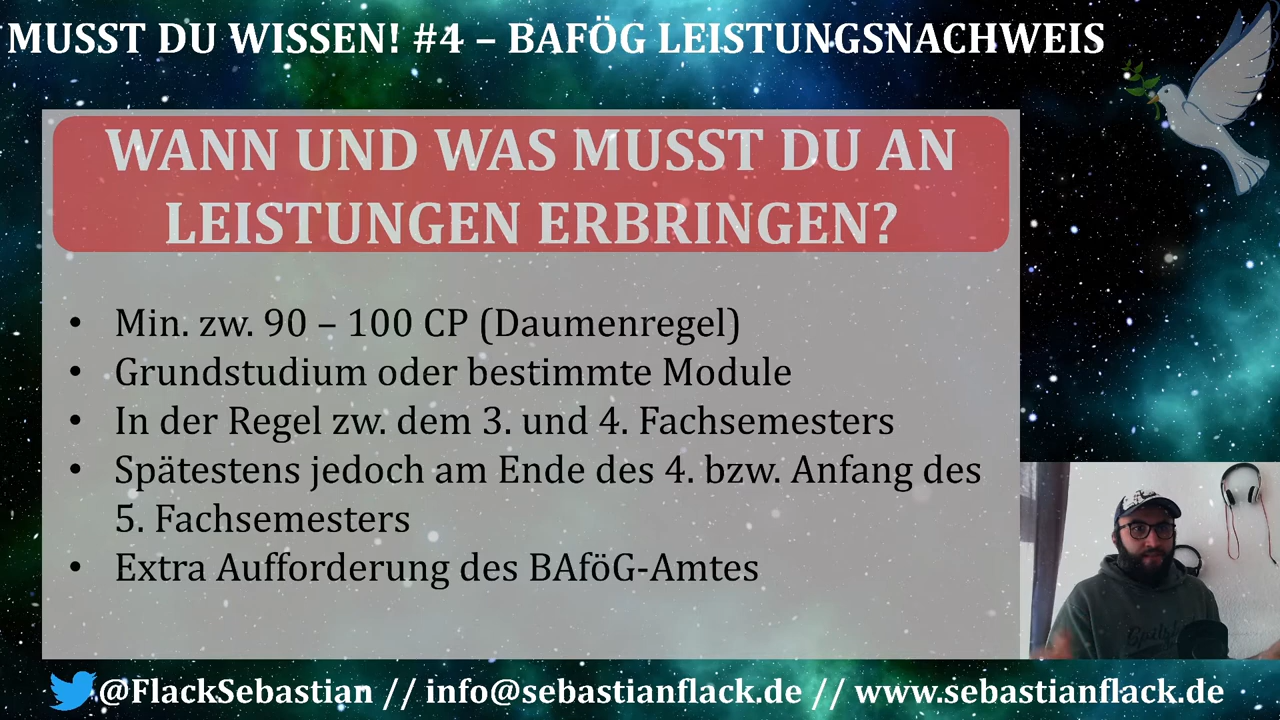 MUSST DU WISSEN! #4 – BAFÖG LEISTUNGSNACHWEIS
WANN UND WAS MUSST DU AN
LEISTUNGEN ERBRINGEN?
• Min. zw. 90 – 100 CP (Daumenregel)
• Grundstudium oder bestimmte Module
• In der Regel zw. dem 3. und 4. Fachsemesters
• Spätestens jedoch am Ende des 4. bzw. Anfang des
5. Fachsemesters
• Extra Aufforderung des BAföG-Amtes
@FlackSebastian // info@sebastianflack.de // www.sebastianflack.de